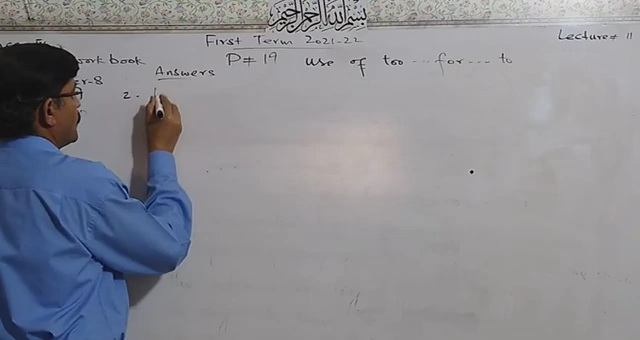 بسم الله الرحمن الرحيم
First Term 2021-22
Lecture # 11
work book
P# 19 use of too ... for ... to
Answers
2.